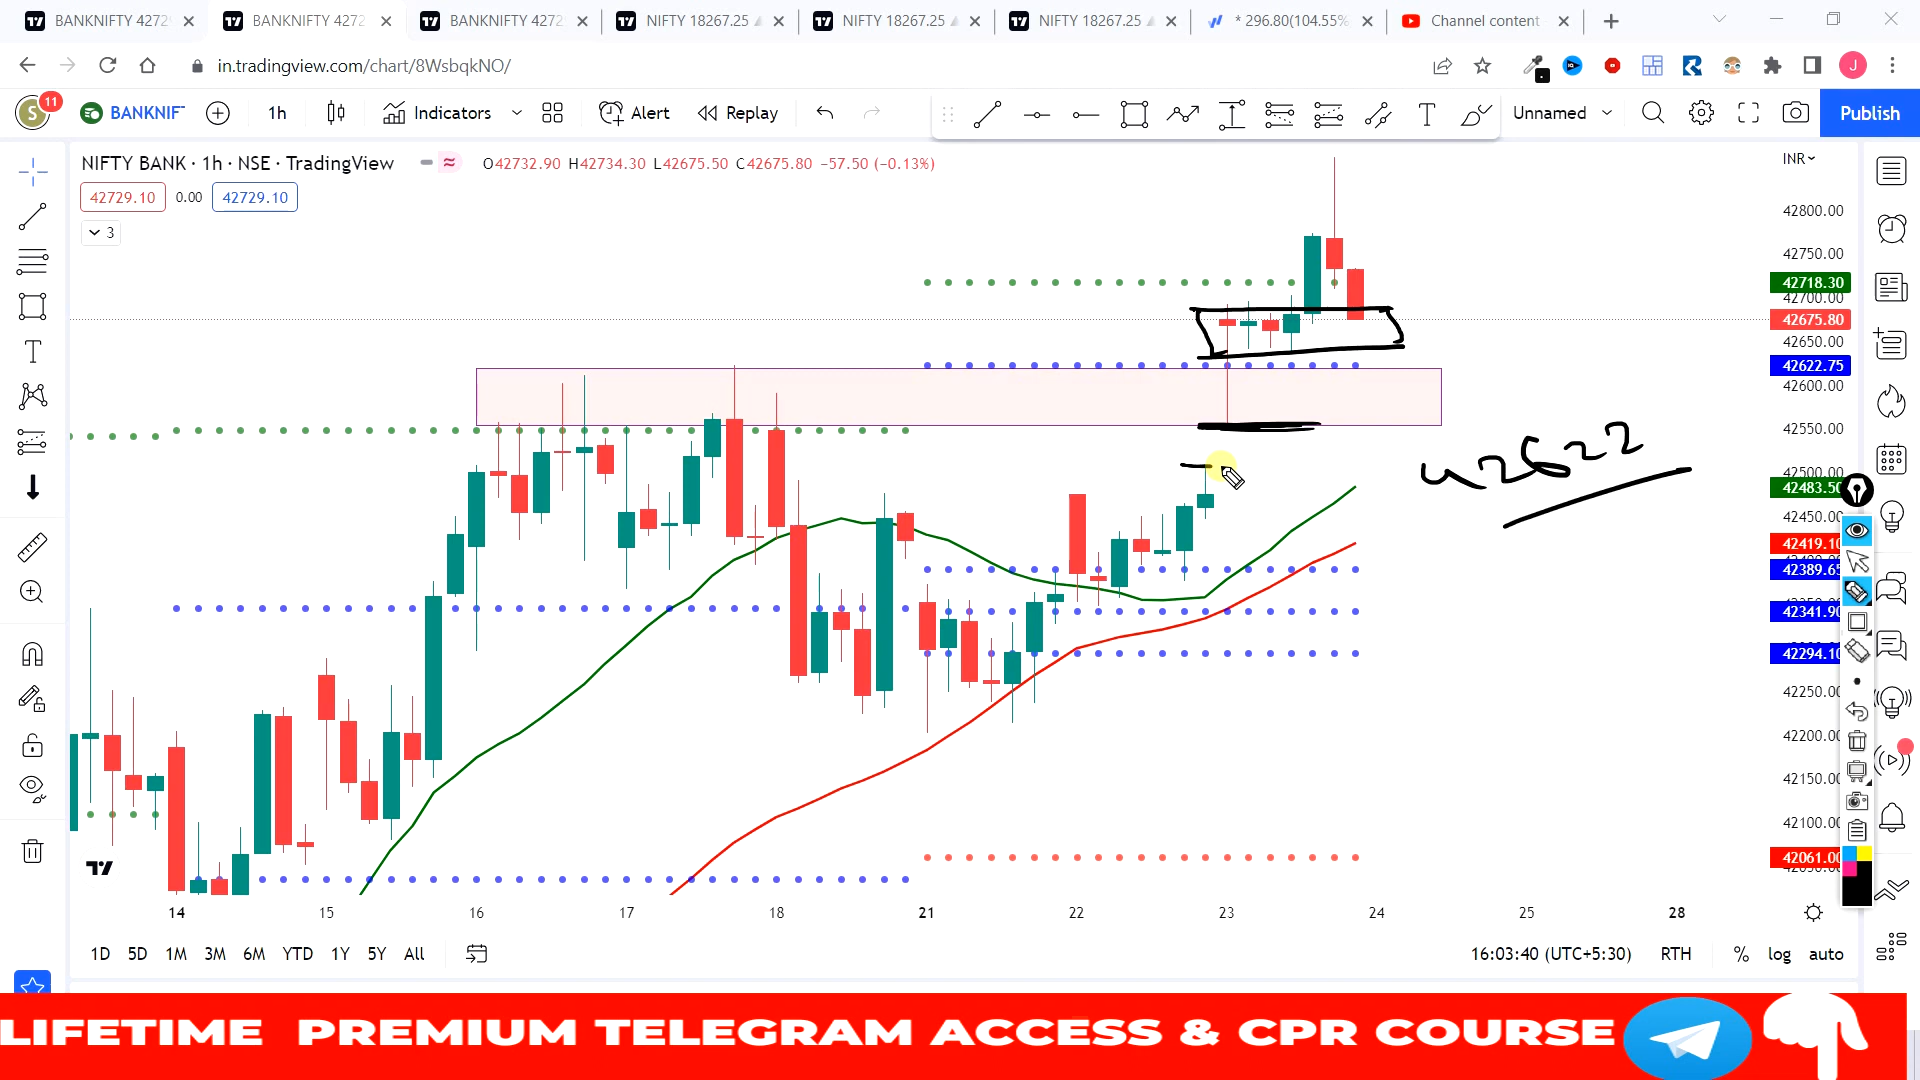 BANKNIFTY 4272
BANKNIFTY 4272
BANKNIFTY 4272
NIFTY 18267.25
NIFTY 18267.25
NIFTY 18267.25
* 296.80(104.55%
Channel content
in.tradingview.com/chart/8WsbqkNO/
J
S
11
BANKNIF
1h
Indicators
Alert
Replay
Unnamed
Publish
NIFTY BANK · 1h · NSE · TradingView
O42732.90 H42734.30 L42675.50 C42675.80 −57.50 (−0.13%)
INR
42729.10
0.00
42729.10
3
42800.00
42750.00
42718.30
42700.00
42675.80
42650.00
42622.75
42600.00
42550.00
42500.00
42483.50
42450.00
42419.10
42389.65
42341.90
42294.10
42250.00
42200.00
42150.00
42100.00
42061.00
42622
14 15 16 17 18 21 22 23 24 25 28
1D 5D 1M 3M 6M YTD 1Y 5Y All
16:03:40 (UTC+5:30) RTH % log auto
LIFETIME PREMIUM TELEGRAM ACCESS & CPR COURSE